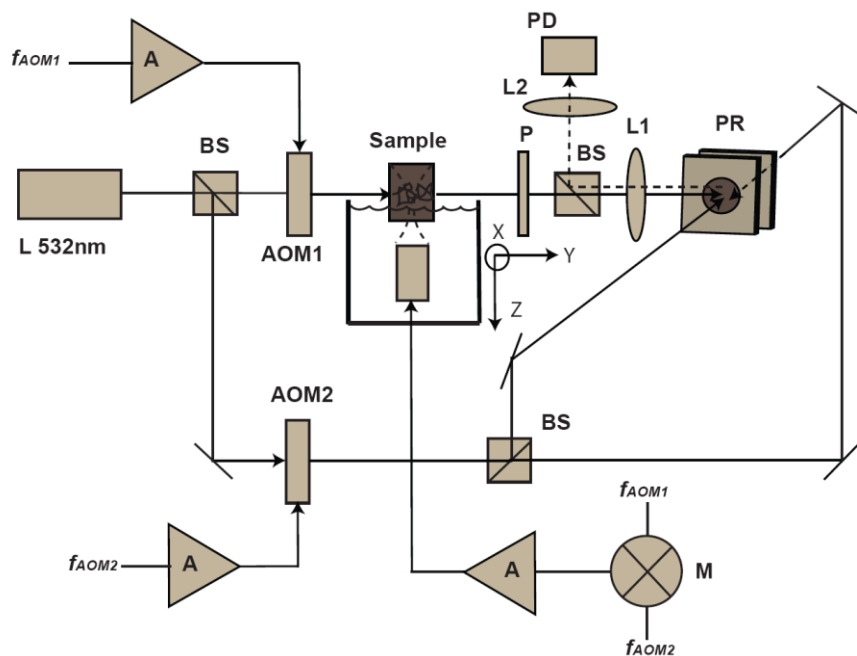 PD
fAOM1
A
L2
Sample
P
L1
PR
BS
BS
L 532nm
AOM1
X
Y
Z
AOM2
BS
fAOM1
fAOM2
A
A
M
fAOM2